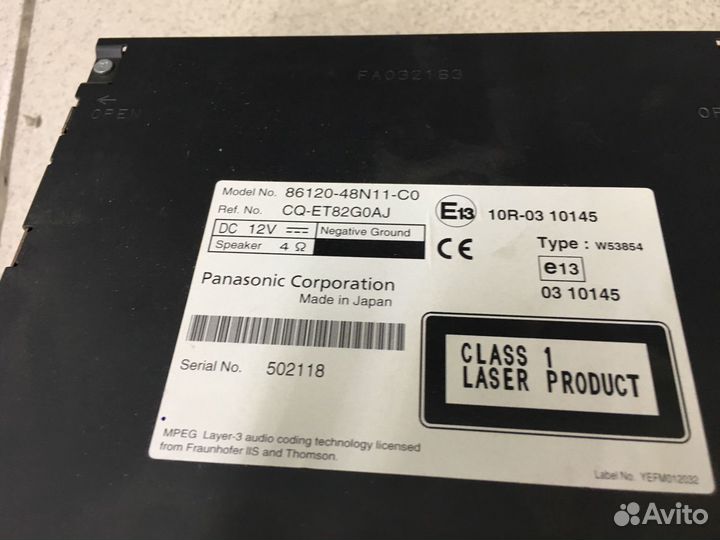 FA032163
OPEN
OP
Model No. 86120-48N11-C0
Ref. No. CQ-ET82G0AJ
DC 12V Negative Ground
Speaker 4 Ω
E13 10R-03 10145
CE Type : W53854
e13
03 10145
Panasonic Corporation
Made in Japan
Serial No. 502118
CLASS 1
LASER PRODUCT
MPEG Layer-3 audio coding technology licensed
from Fraunhofer IIS and Thomson.
Label No. YEFM012032
Avito